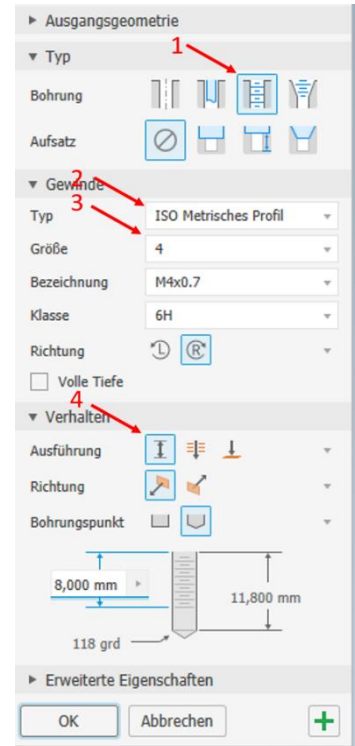 Ausgangsgeometrie
1
Typ
Bohrung
Aufsatz
2
Gewinde
3
Typ ISO Metrisches Profil
Größe 4
Bezeichnung M4x0.7
Klasse 6H
Richtung L R
Volle Tiefe
4
Verhalten
Ausführung
Richtung
Bohrungspunkt
8,000 mm
11,800 mm
118 grd
Erweiterte Eigenschaften
OK Abbrechen